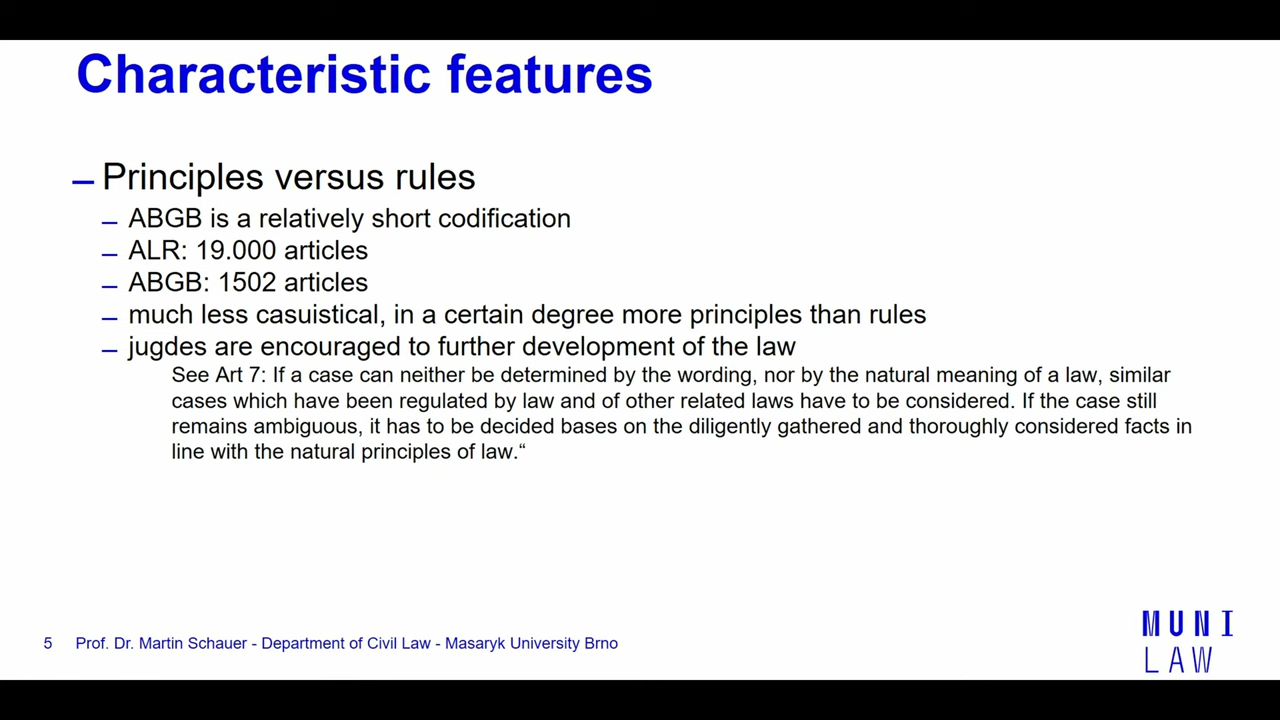 Characteristic features
– Principles versus rules
– ABGB is a relatively short codification
– ALR: 19.000 articles
– ABGB: 1502 articles
– much less casuistical, in a certain degree more principles than rules
– jugdes are encouraged to further development of the law
See Art 7: If a case can neither be determined by the wording, nor by the natural meaning of a law, similar
cases which have been regulated by law and of other related laws have to be considered. If the case still
remains ambiguous, it has to be decided bases on the diligently gathered and thoroughly considered facts in
line with the natural principles of law.“
5 Prof. Dr. Martin Schauer - Department of Civil Law - Masaryk University Brno
MUNI
LAW